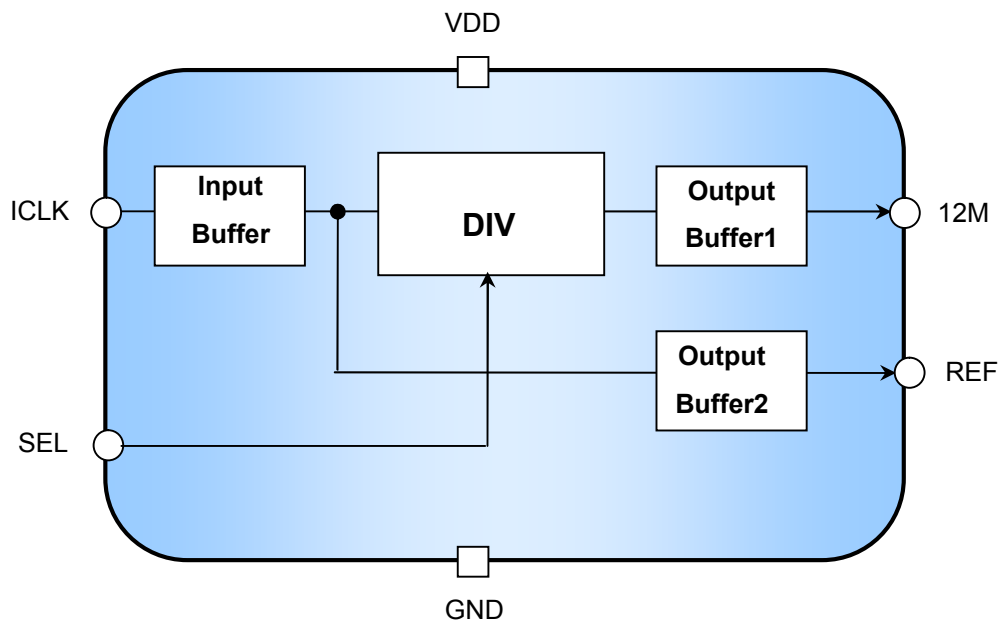 VDD
ICLK
Input
Buffer
DIV
Output
Buffer1
12M
Output
Buffer2
REF
SEL
GND